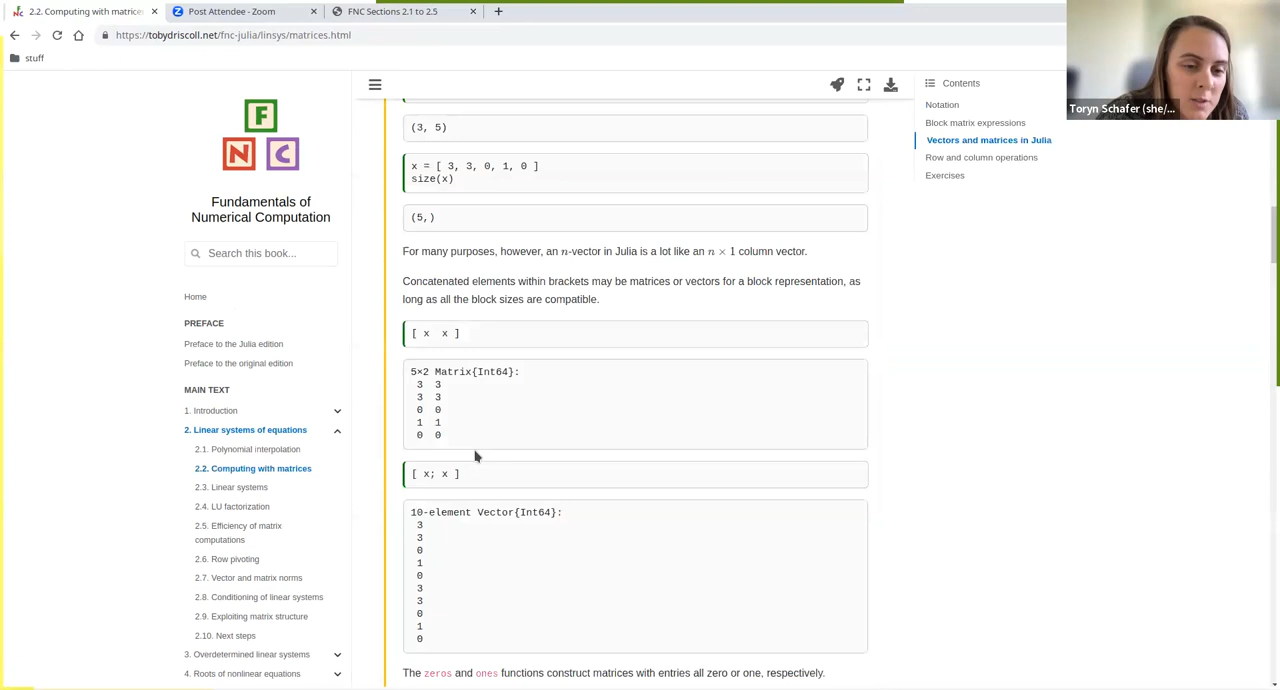 2.2. Computing with matrices
Post Attendee - Zoom
FNC Sections 2.1 to 2.5
https://tobydriscoll.net/fnc-julia/linsys/matrices.html
stuff
Toryn Schafer (she/...
F
N C
Fundamentals of
Numerical Computation
Search this book...
Home
PREFACE
Preface to the Julia edition
Preface to the original edition
MAIN TEXT
1. Introduction
2. Linear systems of equations
2.1. Polynomial interpolation
2.2. Computing with matrices
2.3. Linear systems
2.4. LU factorization
2.5. Efficiency of matrix
computations
2.6. Row pivoting
2.7. Vector and matrix norms
2.8. Conditioning of linear systems
2.9. Exploiting matrix structure
2.10. Next steps
3. Overdetermined linear systems
4. Roots of nonlinear equations
(3, 5)
x = [ 3, 3, 0, 1, 0 ]
size(x)
(5,)
For many purposes, however, an n-vector in Julia is a lot like an n × 1 column vector.
Concatenated elements within brackets may be matrices or vectors for a block representation, as
long as all the block sizes are compatible.
[ x  x ]
5×2 Matrix{Int64}:
3  3
3  3
0  0
1  1
0  0
[ x; x ]
10-element Vector{Int64}:
3
3
0
1
0
3
3
0
1
0
The zeros and ones functions construct matrices with entries all zero or one, respectively.
Contents
Notation
Block matrix expressions
Vectors and matrices in Julia
Row and column operations
Exercises